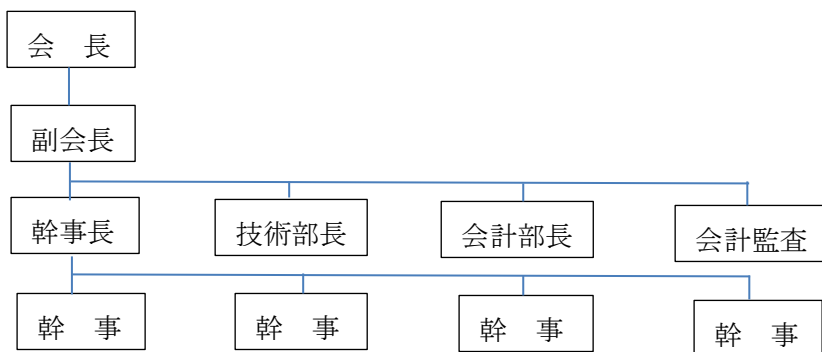 会　長
副会長
幹事長
技術部長
会計部長
会計監査
幹　事
幹　事
幹　事
幹　事